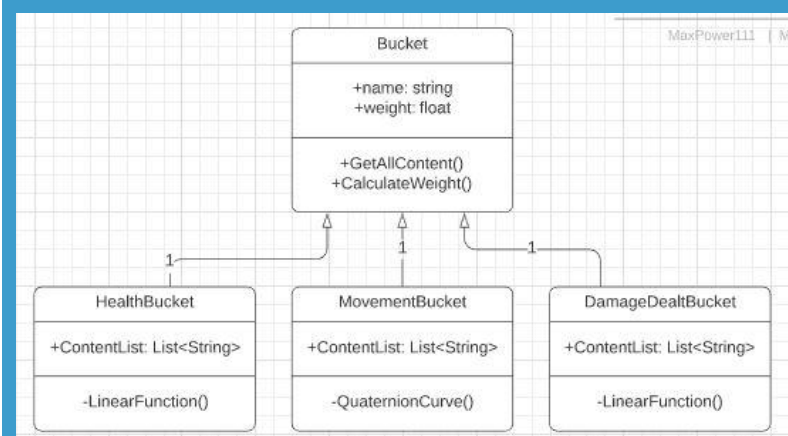 MaxPower111 | M
Bucket
+name: string
+weight: float
+GetAllContent()
+CalculateWeight()
1
1
1
HealthBucket
+ContentList: List<String>
-LinearFunction()
MovementBucket
+ContentList: List<String>
-QuaternionCurve()
DamageDealtBucket
+ContentList: List<String>
-LinearFunction()